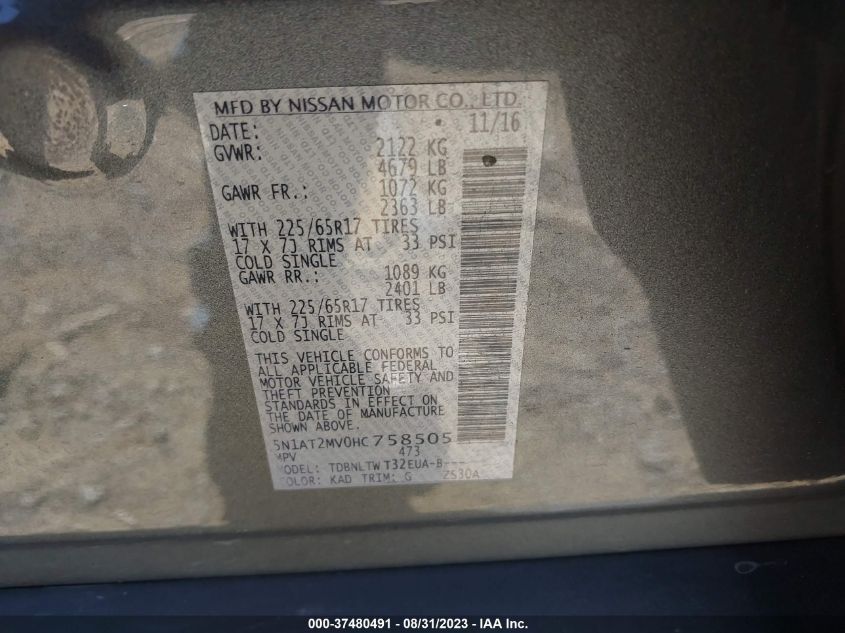 MFD BY NISSAN MOTOR CO., LTD.
DATE: 11/16
GVWR: 2122 KG
4679 LB
GAWR FR.: 1072 KG
2363 LB
WITH 225/65R17 TIRES
17 X 7J RIMS AT 33 PSI
COLD SINGLE
GAWR RR.: 1089 KG
2401 LB
WITH 225/65R17 TIRES
17 X 7J RIMS AT 33 PSI
COLD SINGLE
THIS VEHICLE CONFORMS TO
ALL APPLICABLE FEDERAL
MOTOR VEHICLE SAFETY AND
THEFT PREVENTION
STANDARDS IN EFFECT ON
THE DATE OF MANUFACTURE
SHOWN ABOVE.
5N1AT2MV0HC758505
MPV 473
MODEL: TDBNLTW T32EUA-B---
COLOR: KAD TRIM: G 2S30A
000-37480491 - 08/31/2023 - IAA Inc.